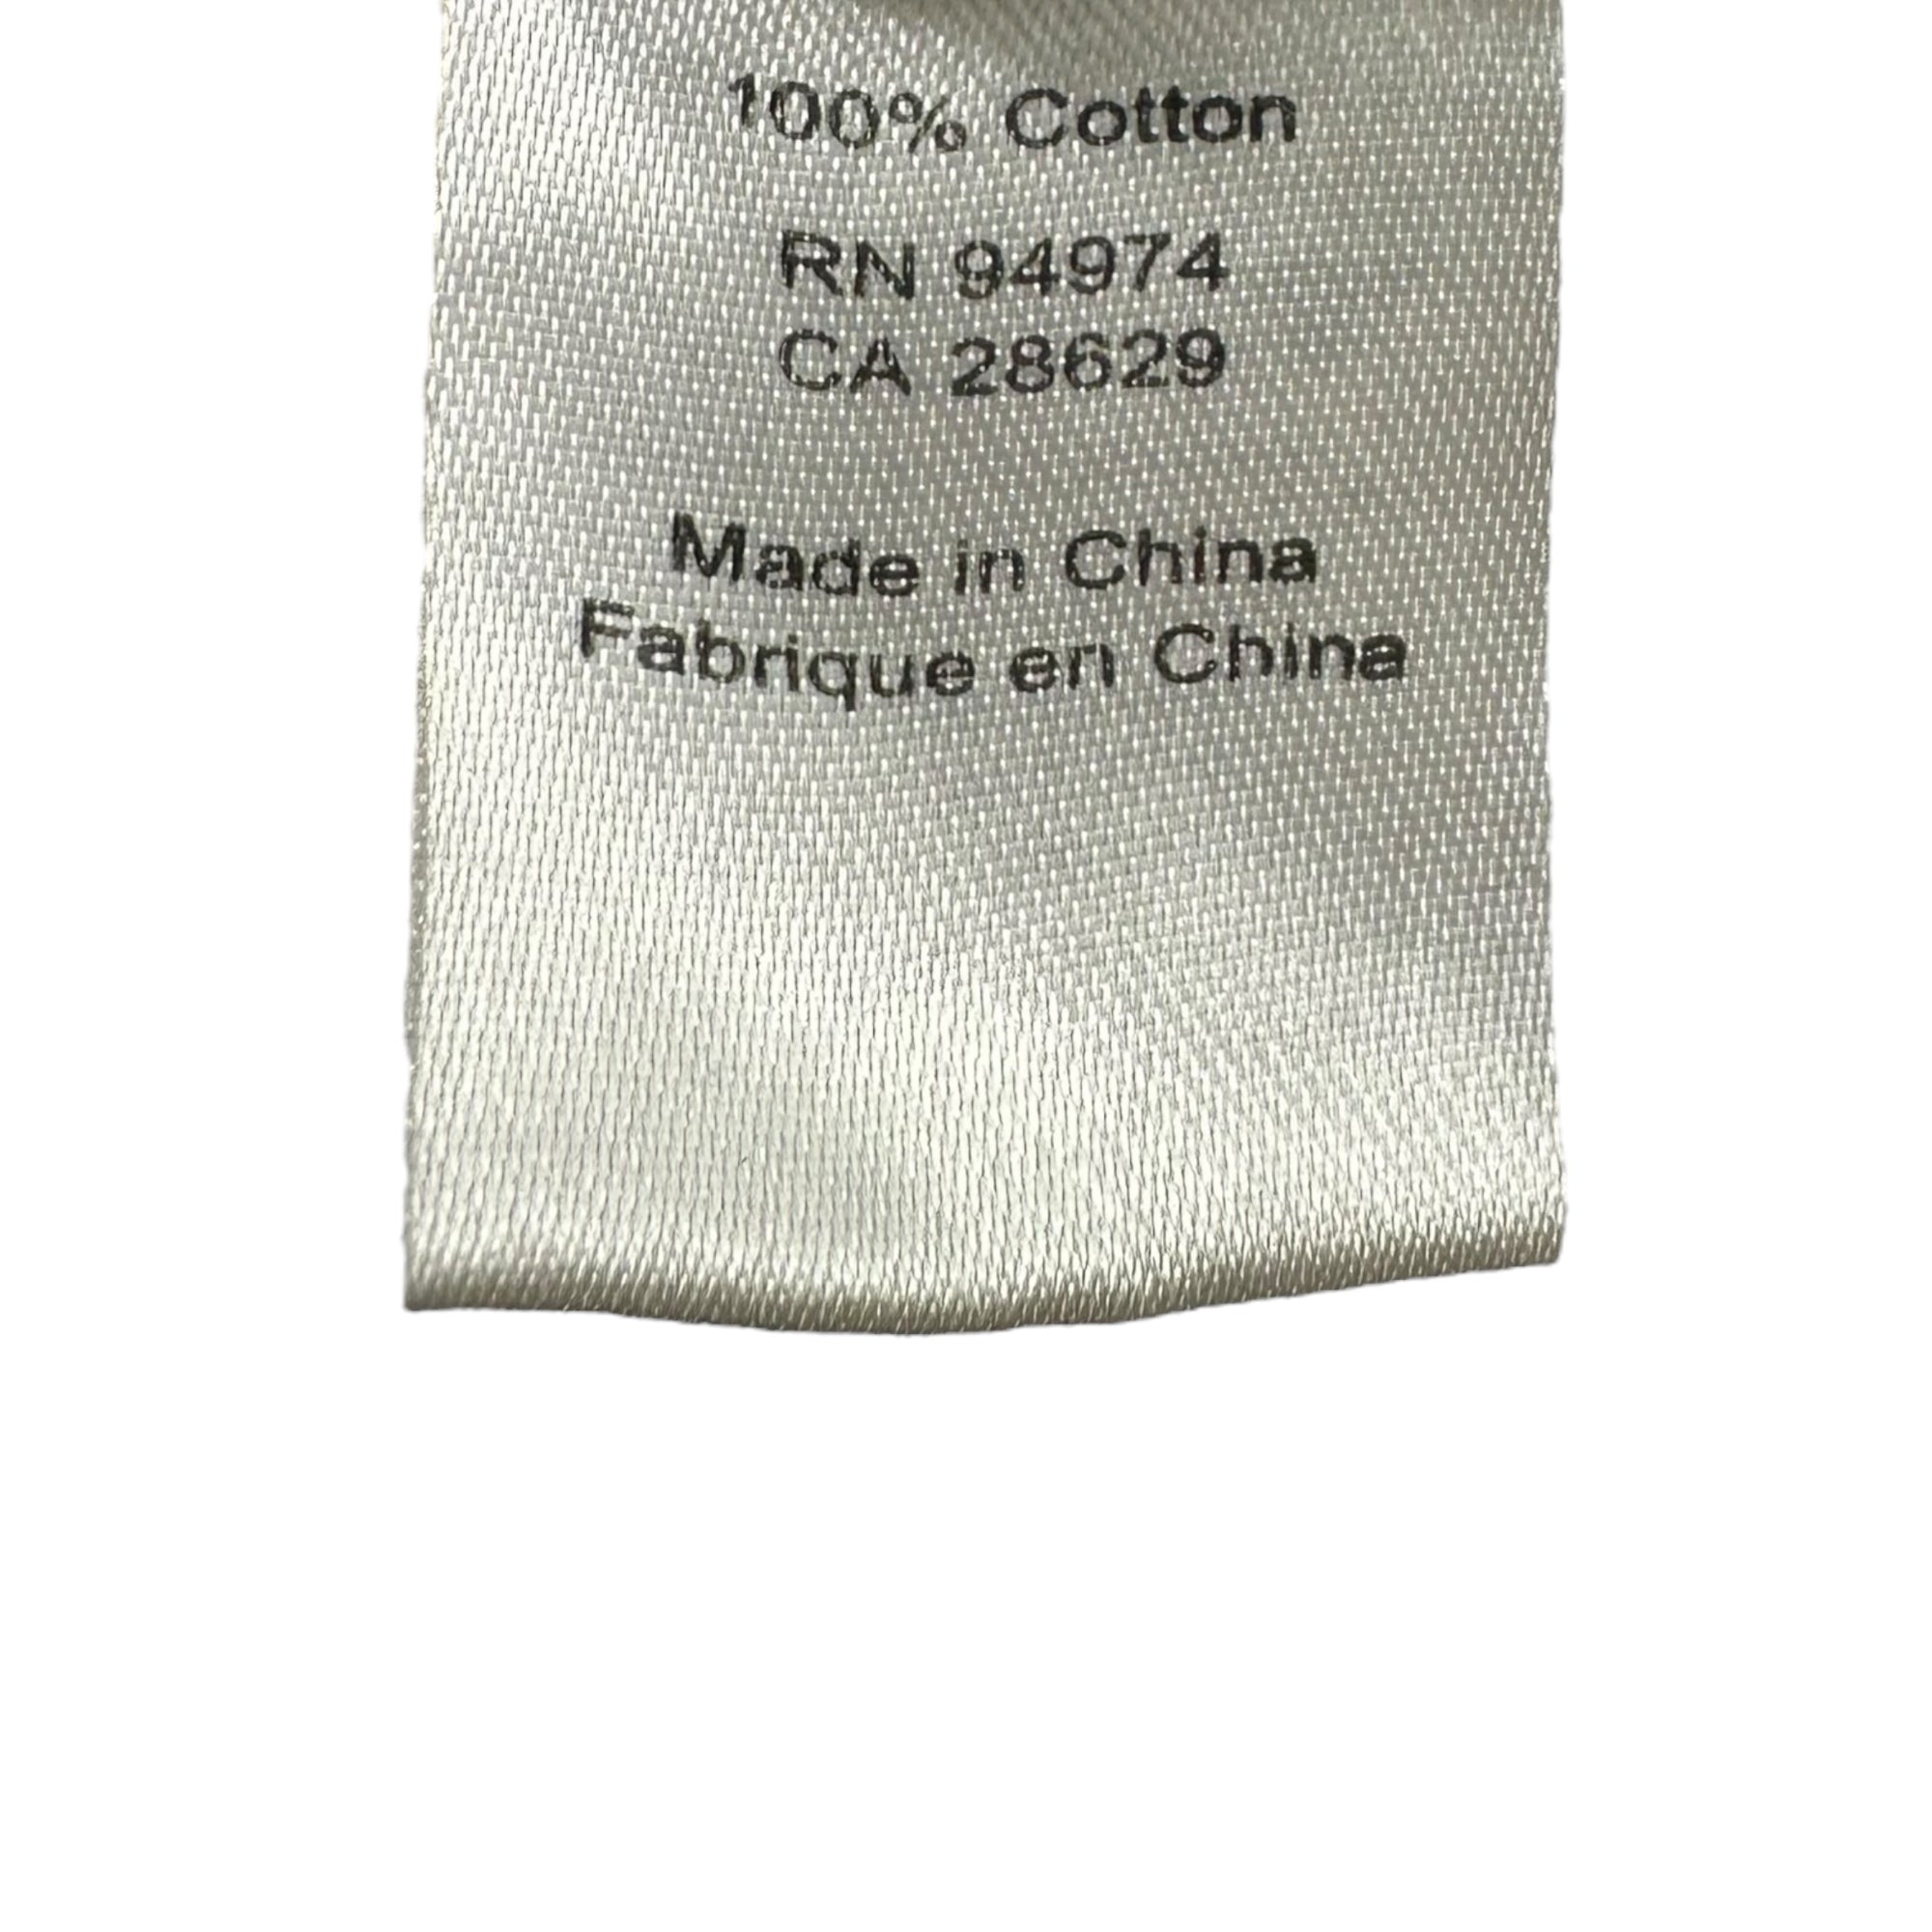 100% Cotton
RN 94974
CA 28629
Made in China
Fabrique en China